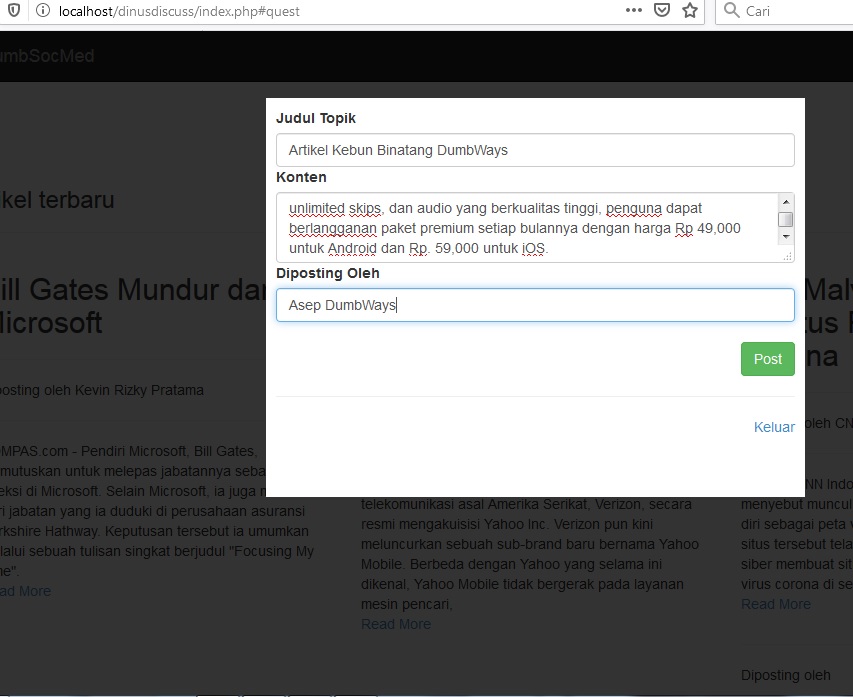 localhost/dinusdiscuss/index.php#quest
Cari
umbSocMed
Judul Topik
Artikel Kebun Binatang DumbWays
Konten
unlimited skips, dan audio yang berkualitas tinggi, penguna dapat
berlangganan paket premium setiap bulannya dengan harga Rp 49,000
untuk Android dan Rp. 59,000 untuk iOS.
Diposting Oleh
Asep DumbWays
Post
Keluar
kel terbaru
ill Gates Mundur dar
icrosoft
posting oleh Kevin Rizky Pratama
MPAS.com - Pendiri Microsoft, Bill Gates,
mutuskan untuk melepas jabatannya seba
eksi di Microsoft. Selain Microsoft, ia juga m
ri jabatan yang ia duduki di perusahaan asuransi
rkshire Hathway. Keputusan tersebut ia umumkan
lalui sebuah tulisan singkat berjudul "Focusing My
me".
ad More
telekomunikasi asal Amerika Serikat, Verizon, secara
resmi mengakuisisi Yahoo Inc. Verizon pun kini
meluncurkan sebuah sub-brand baru bernama Yahoo
Mobile. Berbeda dengan Yahoo yang selama ini
dikenal, Yahoo Mobile tidak bergerak pada layanan
mesin pencari,
Read More
Mal
us
na
oleh CN
NN Indo
menyebut muncul
diri sebagai peta v
situs tersebut tela
siber membuat sit
virus corona di se
Read More
Diposting oleh